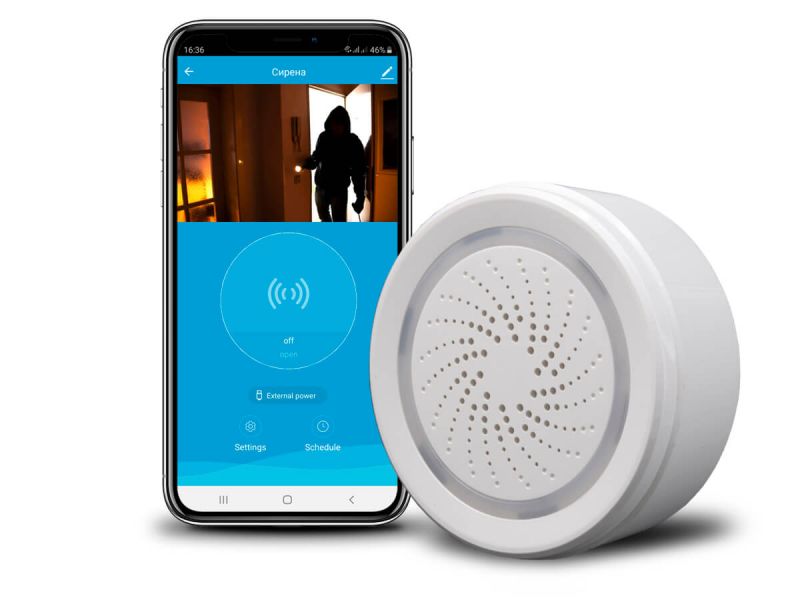 16:36
46%
Сирена
off
open
External power
Settings
Schedule